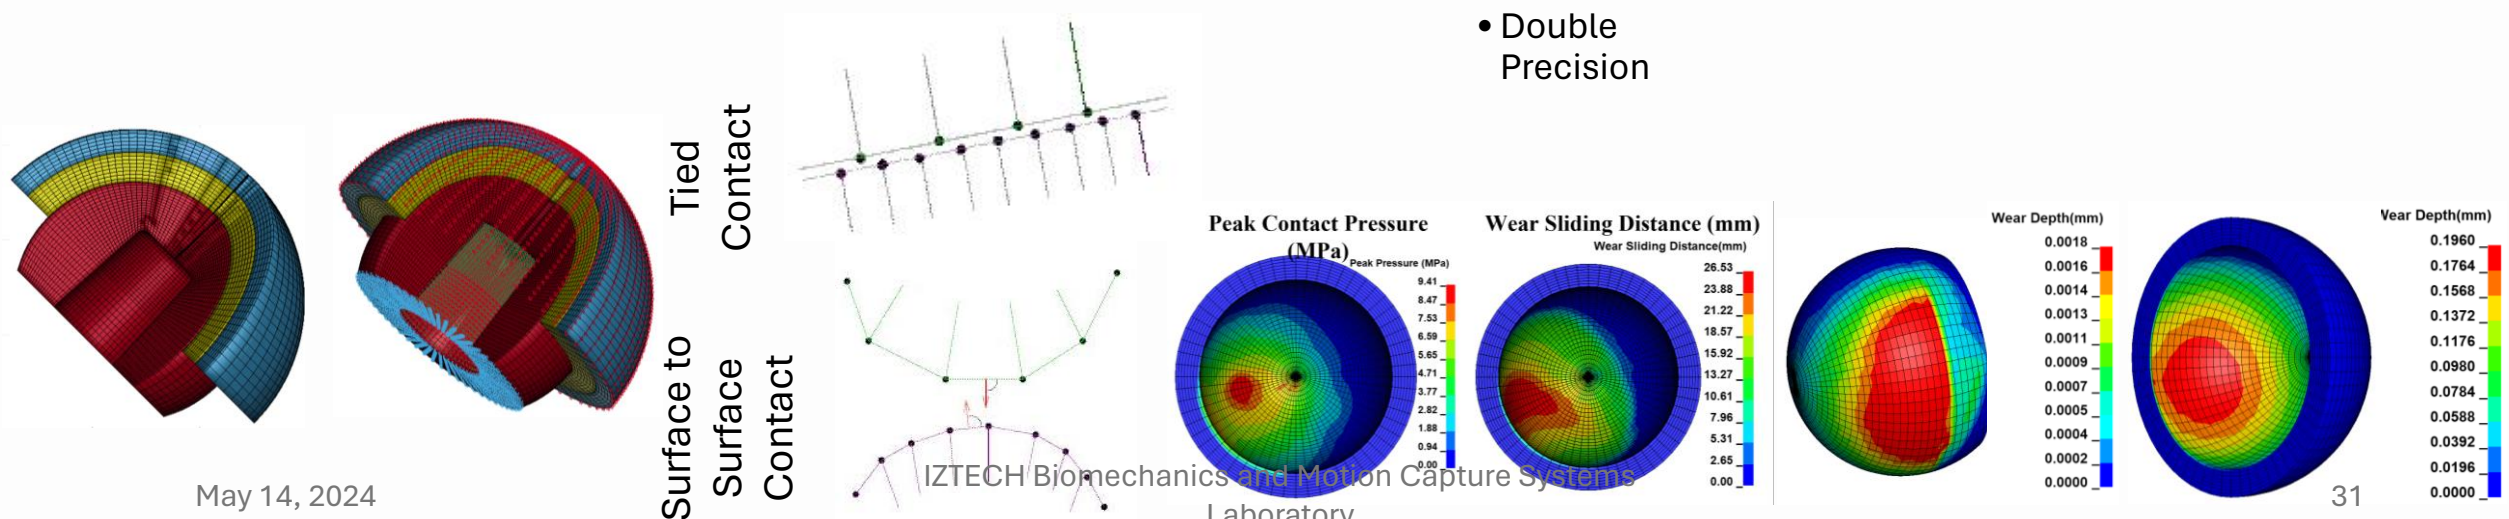 • Double
Precision
Tied
Contact
Surface to
Surface
Contact
Peak Contact Pressure
(MPa)
Peak Pressure (MPa)
9.41
8.47
7.53
6.59
5.65
4.71
3.77
2.82
1.88
0.94
0.00
Wear Sliding Distance (mm)
Wear Sliding Distance(mm)
26.53
23.88
21.22
18.57
15.92
13.27
10.61
7.96
5.31
2.65
0.00
Wear Depth(mm)
0.0018
0.0016
0.0014
0.0013
0.0011
0.0009
0.0007
0.0005
0.0004
0.0002
0.0000
Wear Depth(mm)
0.1960
0.1764
0.1568
0.1372
0.1176
0.0980
0.0784
0.0588
0.0392
0.0196
0.0000
May 14, 2024
IZTECH Biomechanics and Motion Capture Systems
Laboratory
31